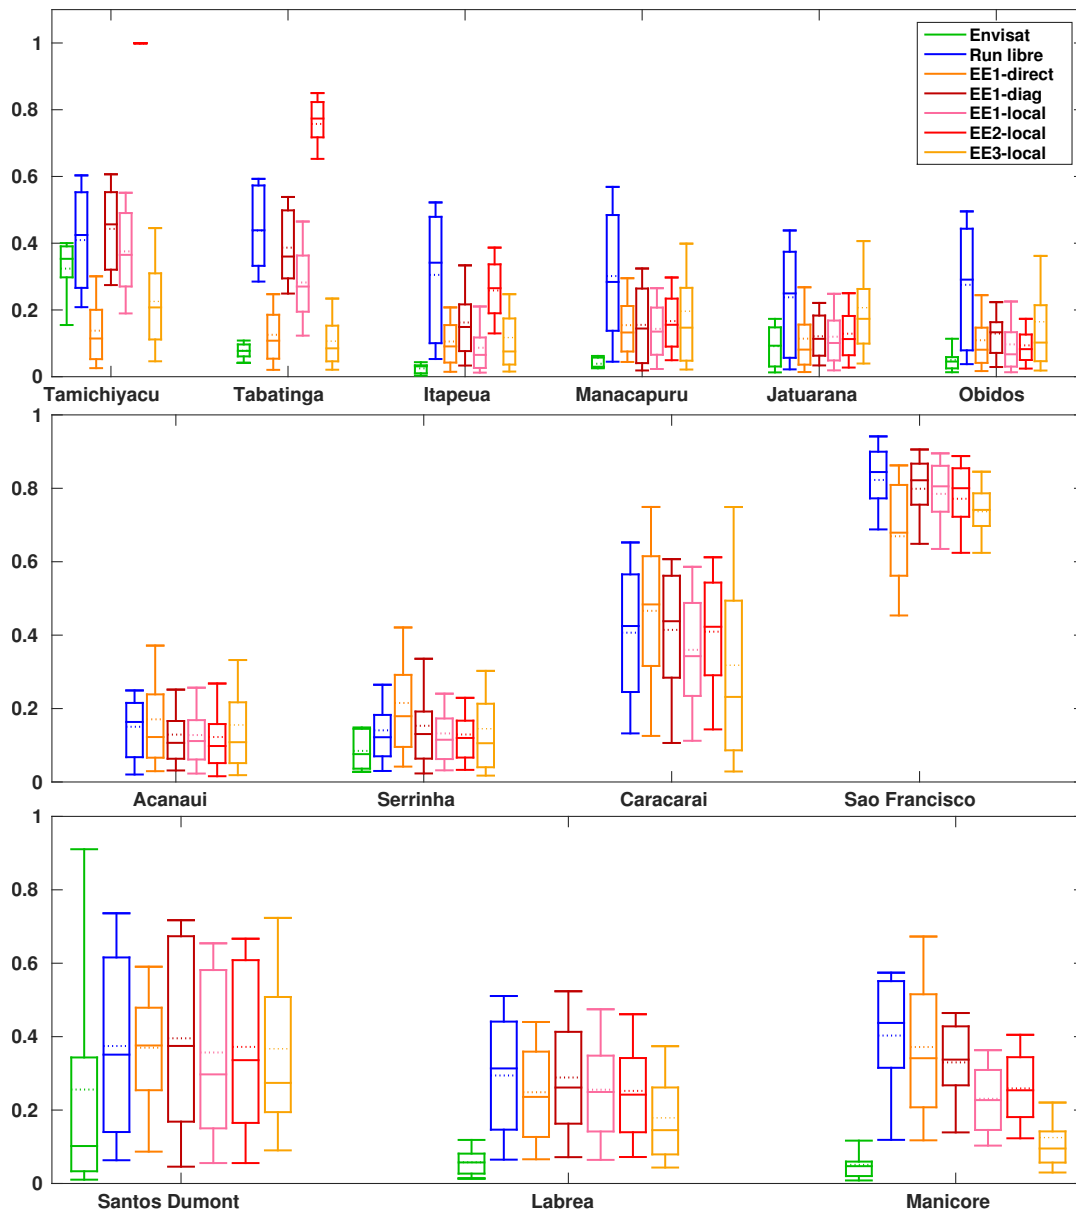 1
0.8
0.6
0.4
0.2
0
Envisat
Run libre
EE1-direct
EE1-diag
EE1-local
EE2-local
EE3-local
Tamichiyacu Tabatinga Itapeua Manacapuru Jatuarana Obidos
1
0.8
0.6
0.4
0.2
0
Acanaui Serrinha Caracarai Sao Francisco
1
0.8
0.6
0.4
0.2
0
Santos Dumont Labrea Manicore